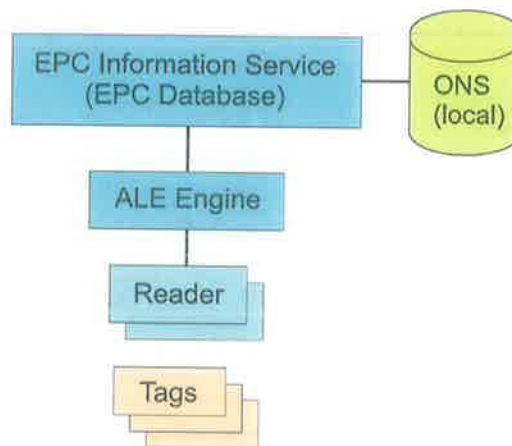 EPC Information Service
(EPC Database)
ONS
(local)
ALE Engine
Reader
Tags